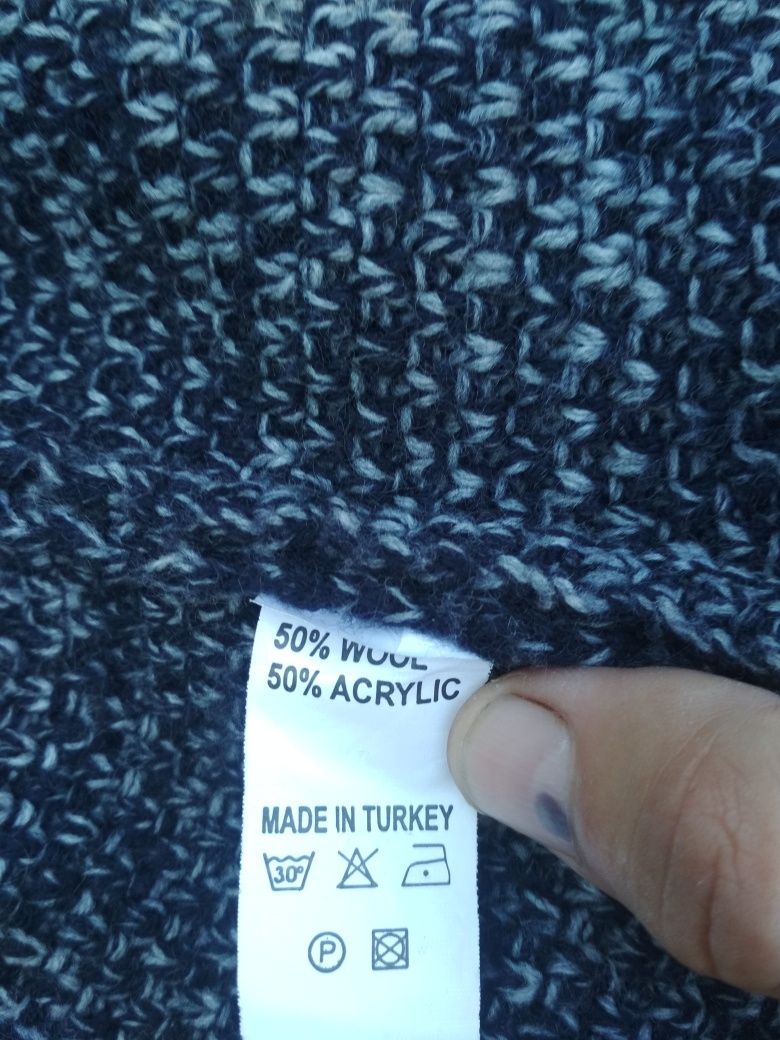 50% WOOL
50% ACRYLIC
MADE IN TURKEY
30°
P